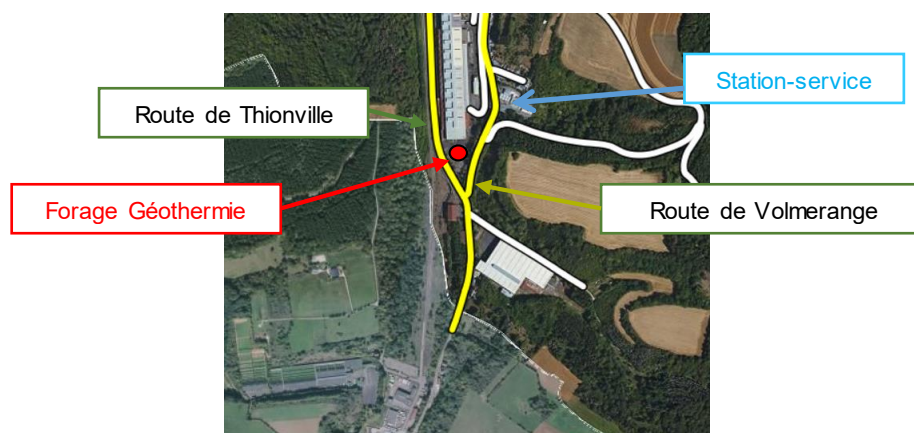 Station-service
Route de Thionville
Forage Géothermie
Route de Volmerange